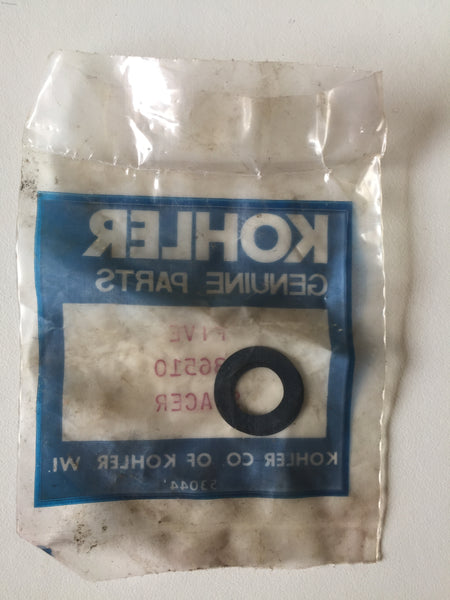 KOHLER
GENUINE PARTS
FIVE
KOHLER CO. OF KOHLER WI.
53044